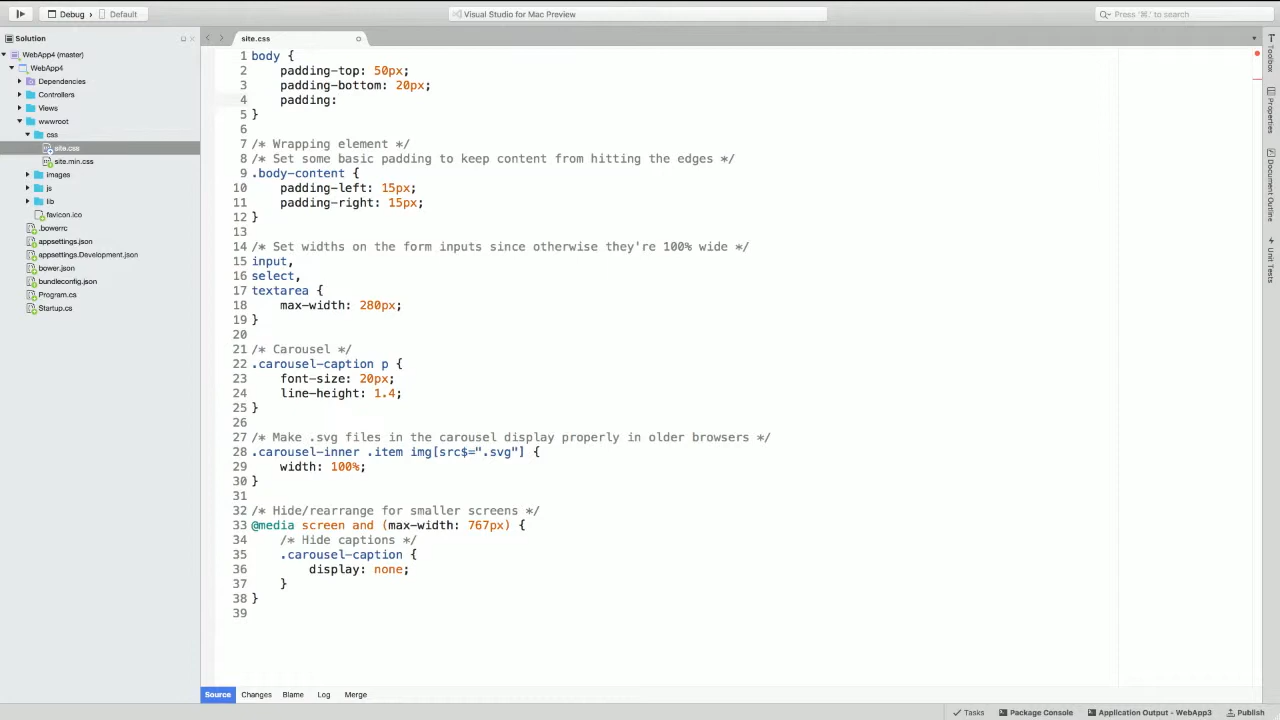 Debug › Default
Visual Studio for Mac Preview
Press '⌘.' to search
Solution
site.css
WebApp4 (master)
WebApp4
Dependencies
Controllers
Views
wwwroot
css
site.css
site.min.css
images
js
lib
favicon.ico
.bowerrc
appsettings.json
appsettings.Development.json
bower.json
bundleconfig.json
Program.cs
Startup.cs
1 body {
2 padding-top: 50px;
3 padding-bottom: 20px;
4 padding:
5 }
6
7 /* Wrapping element */
8 /* Set some basic padding to keep content from hitting the edges */
9 .body-content {
10 padding-left: 15px;
11 padding-right: 15px;
12 }
13
14 /* Set widths on the form inputs since otherwise they're 100% wide */
15 input,
16 select,
17 textarea {
18 max-width: 280px;
19 }
20
21 /* Carousel */
22 .carousel-caption p {
23 font-size: 20px;
24 line-height: 1.4;
25 }
26
27 /* Make .svg files in the carousel display properly in older browsers */
28 .carousel-inner .item img[src$=".svg"] {
29 width: 100%;
30 }
31
32 /* Hide/rearrange for smaller screens */
33 @media screen and (max-width: 767px) {
34 /* Hide captions */
35 .carousel-caption {
36 display: none;
37 }
38 }
39
Toolbox
Properties
Document Outline
Unit Tests
Source Changes Blame Log Merge
Tasks Package Console Application Output - WebApp3 Publish